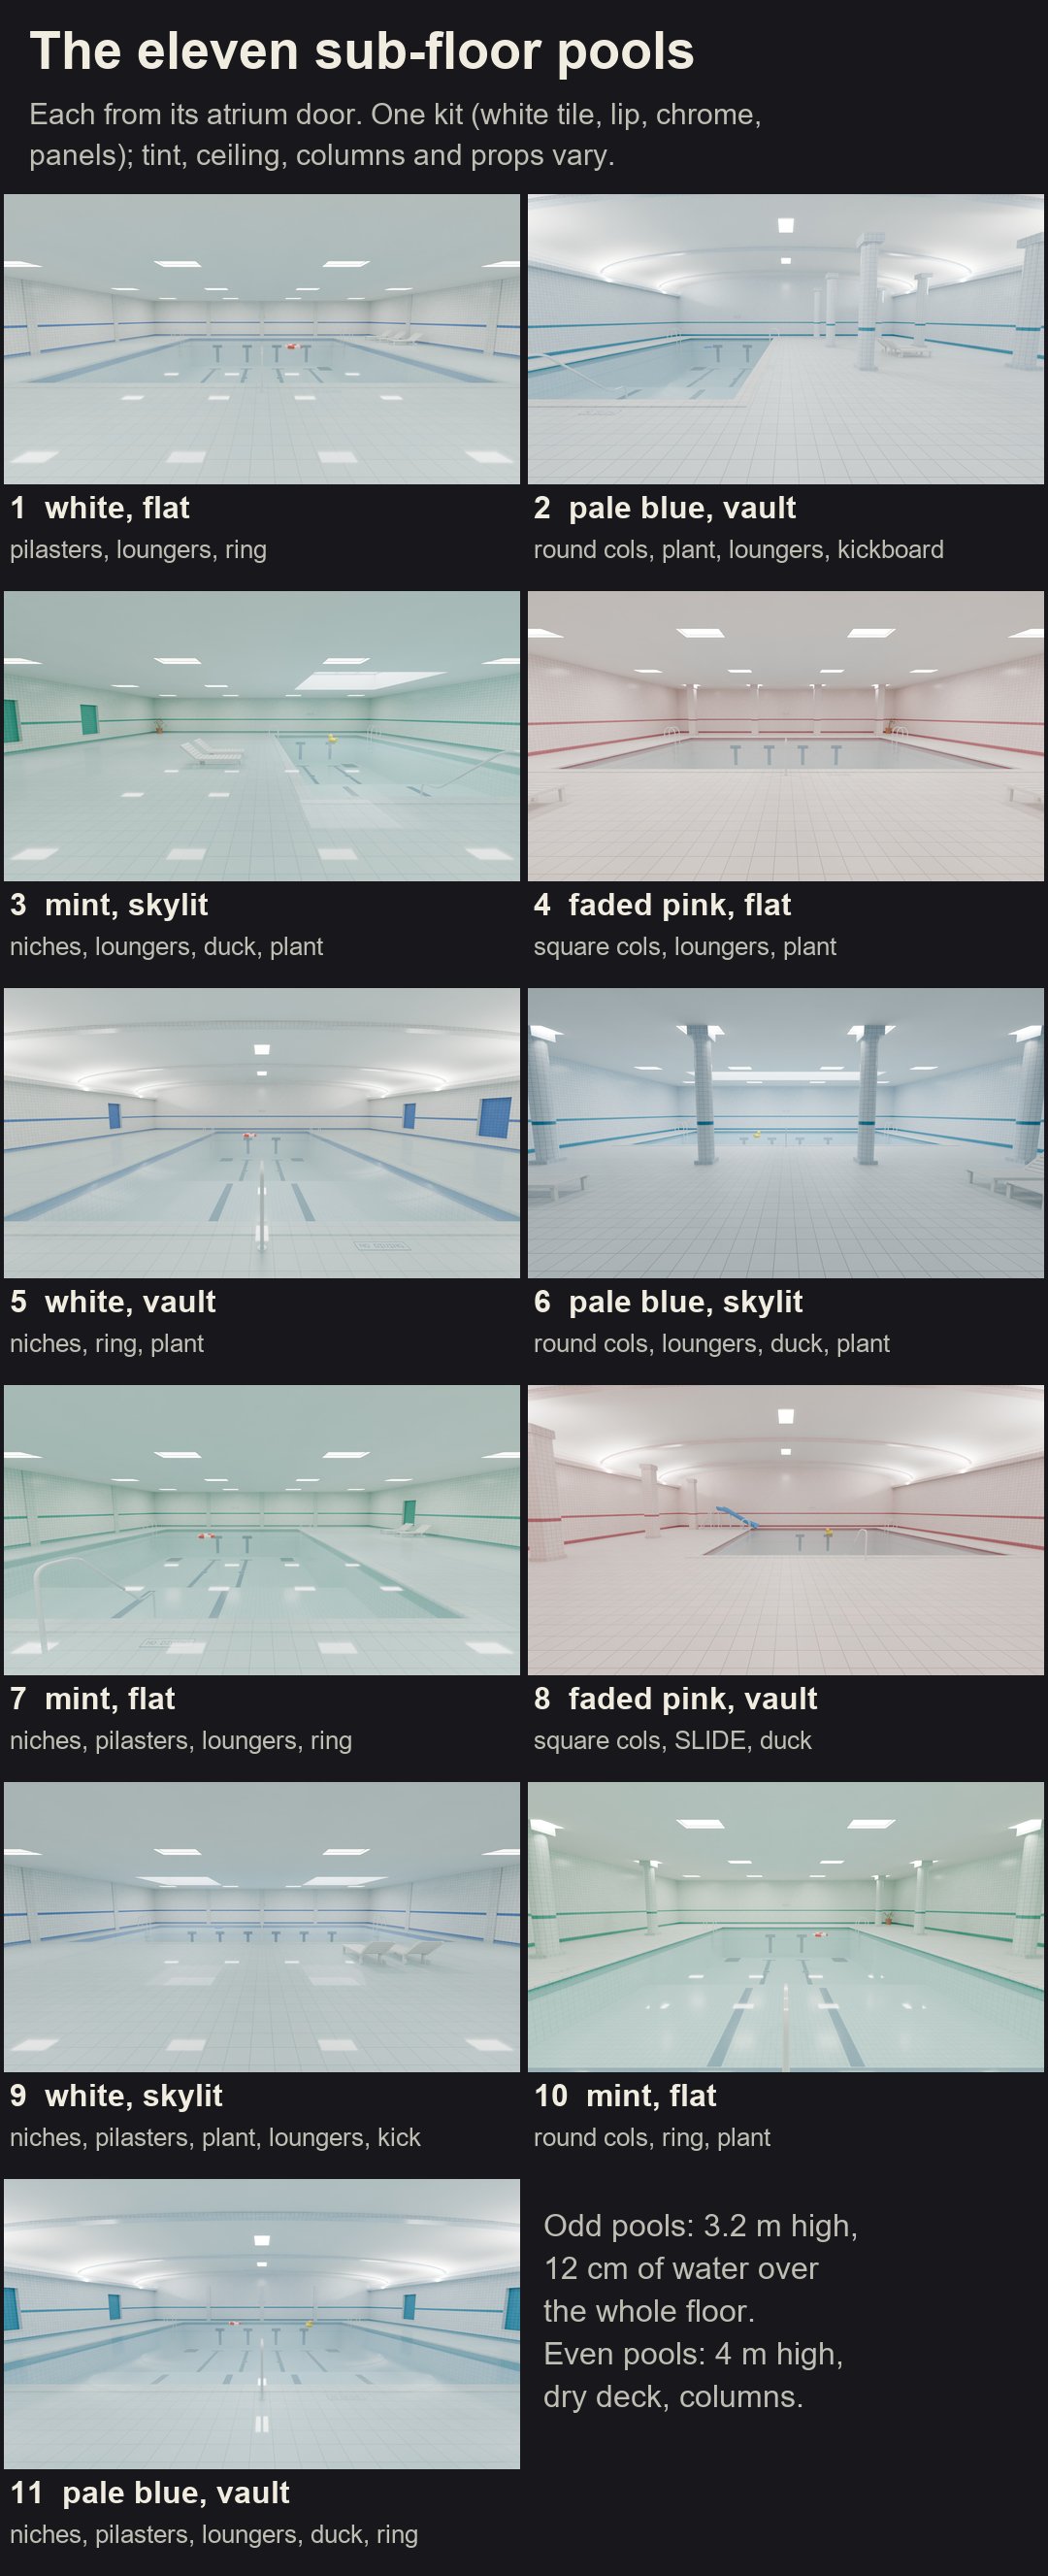 The eleven sub-floor pools
Each from its atrium door. One kit (white tile, lip, chrome,
panels); tint, ceiling, columns and props vary.
1 white, flat
pilasters, loungers, ring
2 pale blue, vault
round cols, plant, loungers, kickboard
3 mint, skylit
niches, loungers, duck, plant
4 faded pink, flat
square cols, loungers, plant
5 white, vault
niches, ring, plant
6 pale blue, skylit
round cols, loungers, duck, plant
7 mint, flat
niches, pilasters, loungers, ring
8 faded pink, vault
square cols, SLIDE, duck
9 white, skylit
niches, pilasters, plant, loungers, kick
10 mint, flat
round cols, ring, plant
11 pale blue, vault
niches, pilasters, loungers, duck, ring
Odd pools: 3.2 m high,
12 cm of water over
the whole floor.
Even pools: 4 m high,
dry deck, columns.